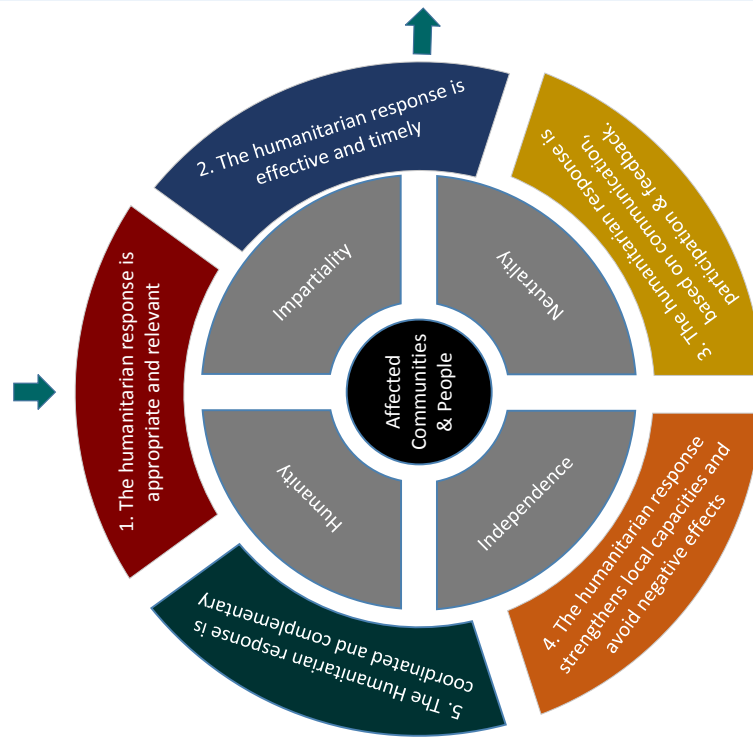 1. The humanitarian response is
appropriate and relevant
2. The humanitarian response is
effective and timely
3. The humanitarian response is
based on communication,
participation & feedback.
4. The humanitarian response
strengthens local capacities and
avoid negative effects
5. The Humanitarian response is
coordinated and complementary
Impartiality
Neutrality
Independence
Humanity
Affected
Communities
& People